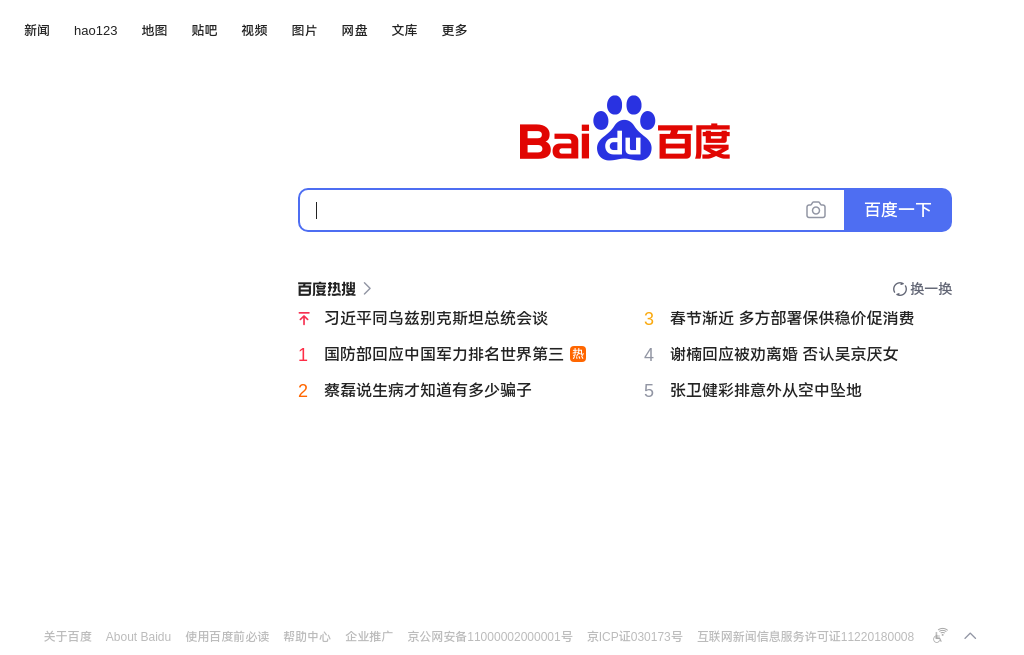 新闻 hao123 地图 贴吧 视频 图片 网盘 文库 更多
Baidu百度
百度一下
百度热搜
换一换
习近平同乌兹别克斯坦总统会谈
1 国防部回应中国军力排名世界第三 热
2 蔡磊说生病才知道有多少骗子
3 春节渐近 多方部署保供稳价促消费
4 谢楠回应被劝离婚 否认吴京厌女
5 张卫健彩排意外从空中坠地
关于百度 About Baidu 使用百度前必读 帮助中心 企业推广 京公网安备11000002000001号 京ICP证030173号 互联网新闻信息服务许可证11220180008